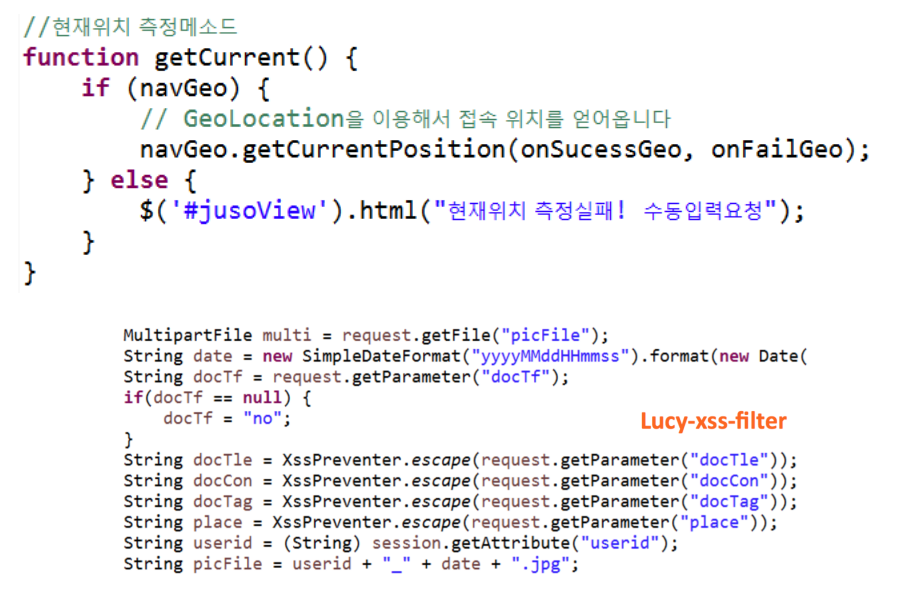 //현재위치 측정메소드
function getCurrent() {
if (navGeo) {
// GeoLocation을 이용해서 접속 위치를 얻어옵니다
navGeo.getCurrentPosition(onSucessGeo, onFailGeo);
} else {
$('#jusoView').html("현재위치 측정실패! 수동입력요청");
}
}
MultipartFile multi = request.getFile("picFile");
String date = new SimpleDateFormat("yyyyMMddHHmmss").format(new Date(
String docTf = request.getParameter("docTf");
if(docTf == null) {
docTf = "no";
}
Lucy-xss-filter
String docTle = XssPreventer.escape(request.getParameter("docTle"));
String docCon = XssPreventer.escape(request.getParameter("docCon"));
String docTag = XssPreventer.escape(request.getParameter("docTag"));
String place = XssPreventer.escape(request.getParameter("place"));
String userid = (String) session.getAttribute("userid");
String picFile = userid + "_" + date + ".jpg";